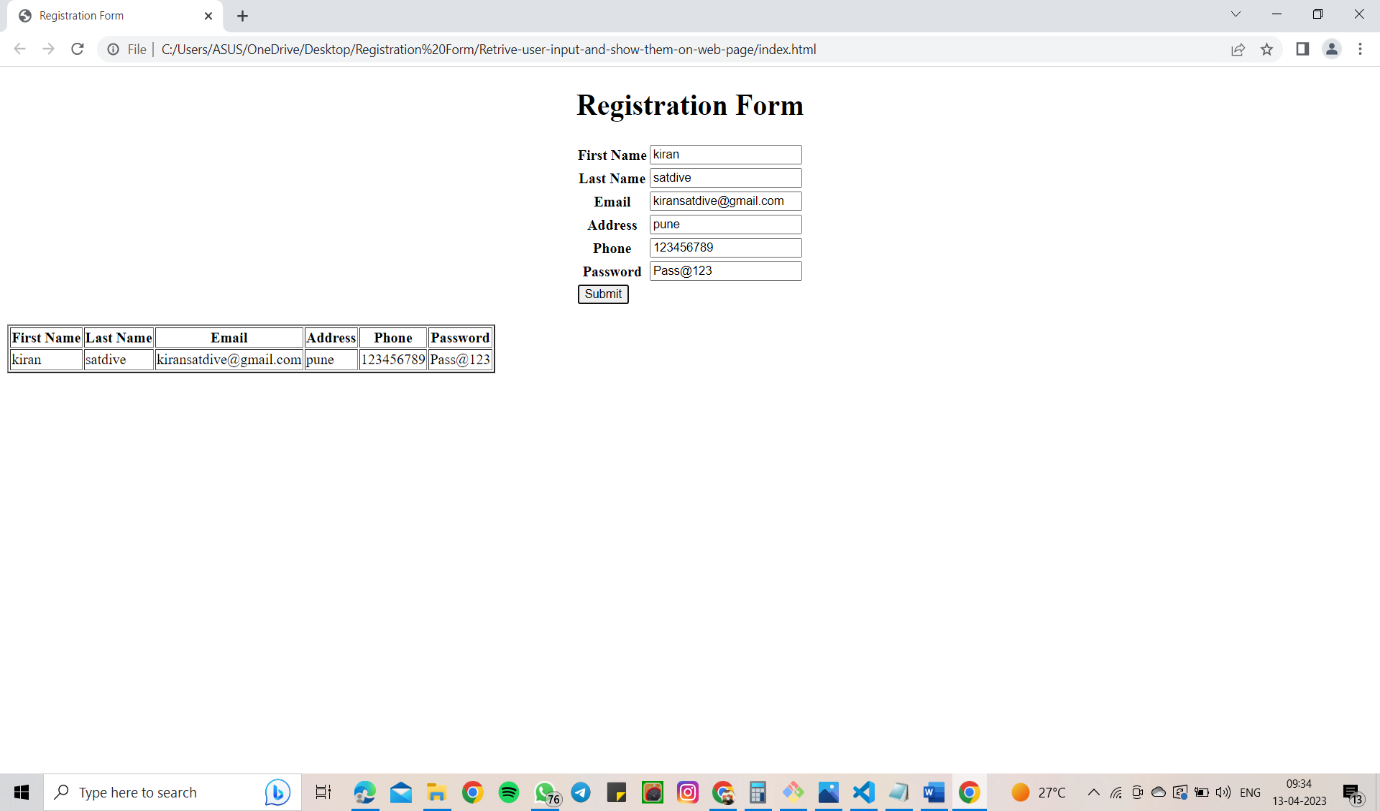 Registration Form
File | C:/Users/ASUS/OneDrive/Desktop/Registration%20Form/Retrive-user-input-and-show-them-on-web-page/index.html
Registration Form
First Name kiran
Last Name satdive
Email kiransatdive@gmail.com
Address pune
Phone 123456789
Password Pass@123
Submit
First Name Last Name Email Address Phone Password
kiran satdive kiransatdive@gmail.com pune 123456789 Pass@123
Type here to search 76 27°C ENG 09:34
13-04-2023 13